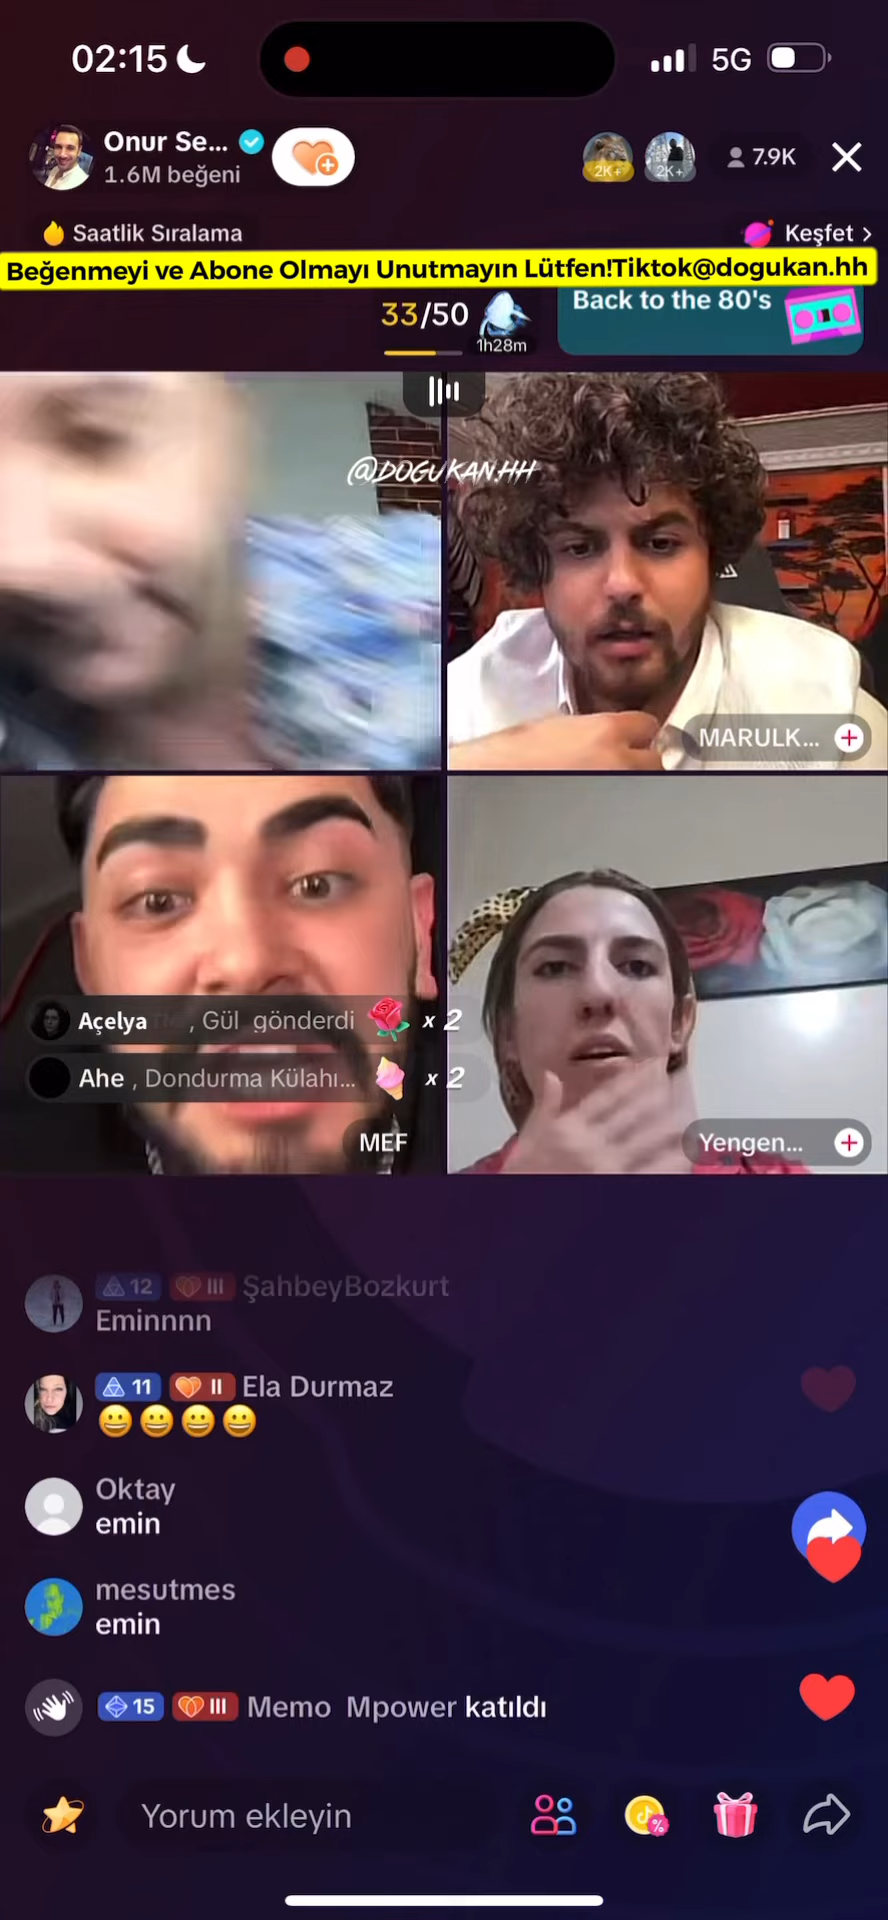 02:15
5G
Onur Se...
1.6M beğeni
2K+
2K+
7.9K
Saatlik Sıralama
Keşfet >
Beğenmeyi ve Abone Olmayı Unutmayın Lütfen!Tiktok@dogukan.hh
33/50
1h28m
Back to the 80's
@DOGUKAN.HH
MARULK...
Açelya , Gül gönderdi x 2
Ahe , Dondurma Külahı... x 2
MEF
Yengen...
12 III ŞahbeyBozkurt
Eminnnn
11 II Ela Durmaz
Oktay
emin
mesutmes
emin
15 III Memo Mpower katıldı
Yorum ekleyin